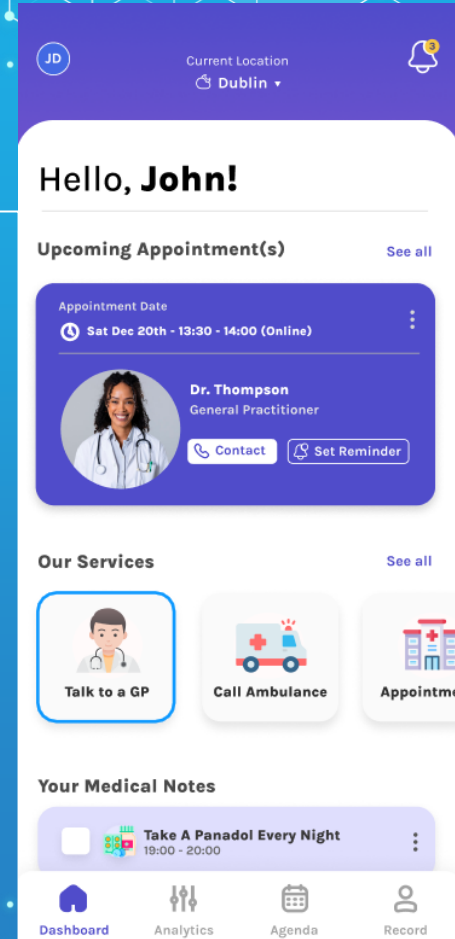 JD
Current Location
3
Dublin
Hello, John!
Upcoming Appointment(s)
See all
Appointment Date
Sat Dec 20th - 13:30 - 14:00 (Online)
Dr. Thompson
General Practitioner
Contact
Set Reminder
Our Services
See all
Talk to a GP
Call Ambulance
Appointme
Your Medical Notes
Take A Panadol Every Night
19:00 - 20:00
Dashboard
Analytics
Agenda
Record